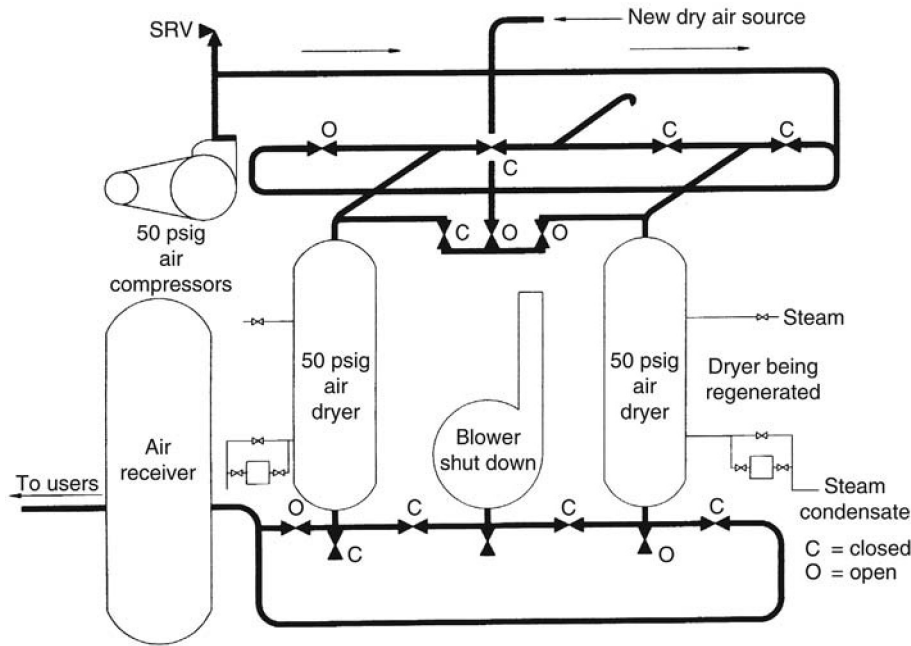 New dry air source
SRV
O
C
C
C
C
O
O
50 psig
air
compressors
50 psig
air
dryer
50 psig
air
dryer
Steam
Dryer being
regenerated
Blower
shut down
Air
receiver
To users
O
C
C
C
C
O
Steam
condensate
C = closed
O = open